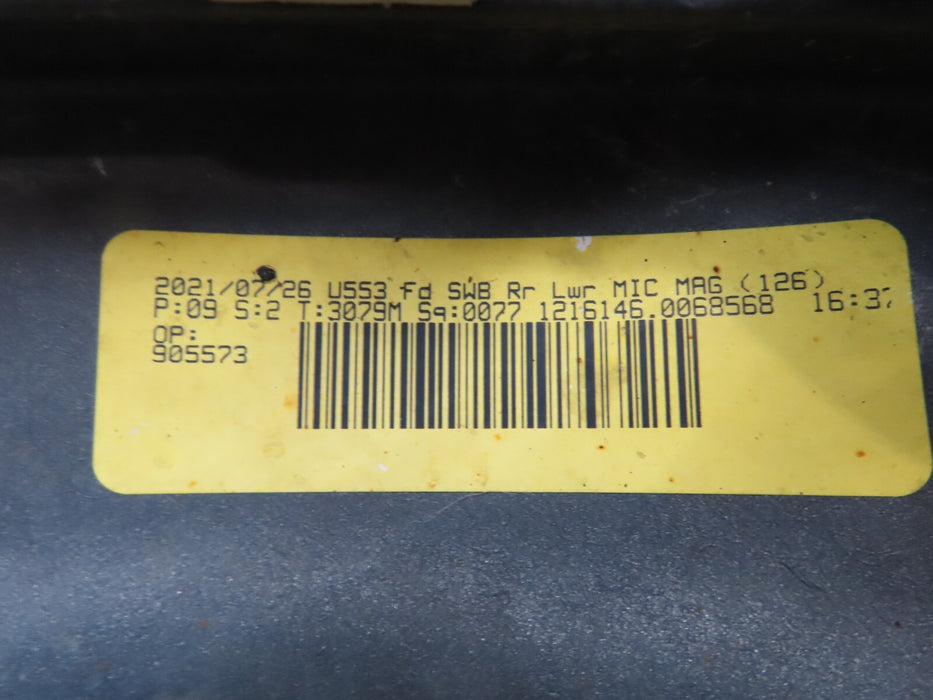 2021/07/26 U553 Fd SWB Rr Lwr MIC MAG (126)
P:09 S:2 T:3079M Sq:0077 1216146.0068568 16:37
OP:
905573